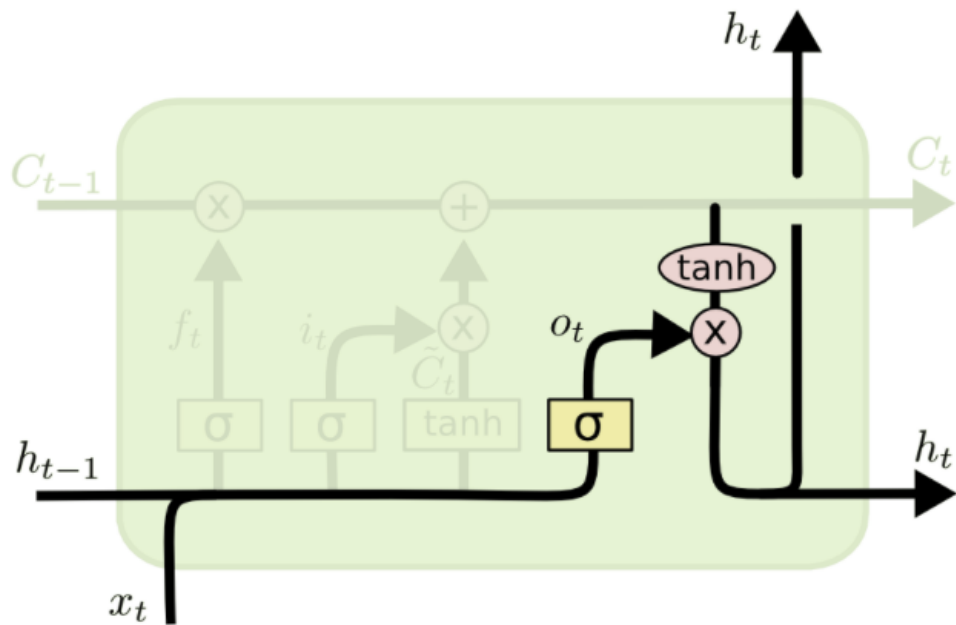 h_t
C_{t-1}
C_t
x
+
tanh
f_t
i_t
x
o_t
x
C̃_t
σ
σ
tanh
σ
h_{t-1}
h_t
x_t